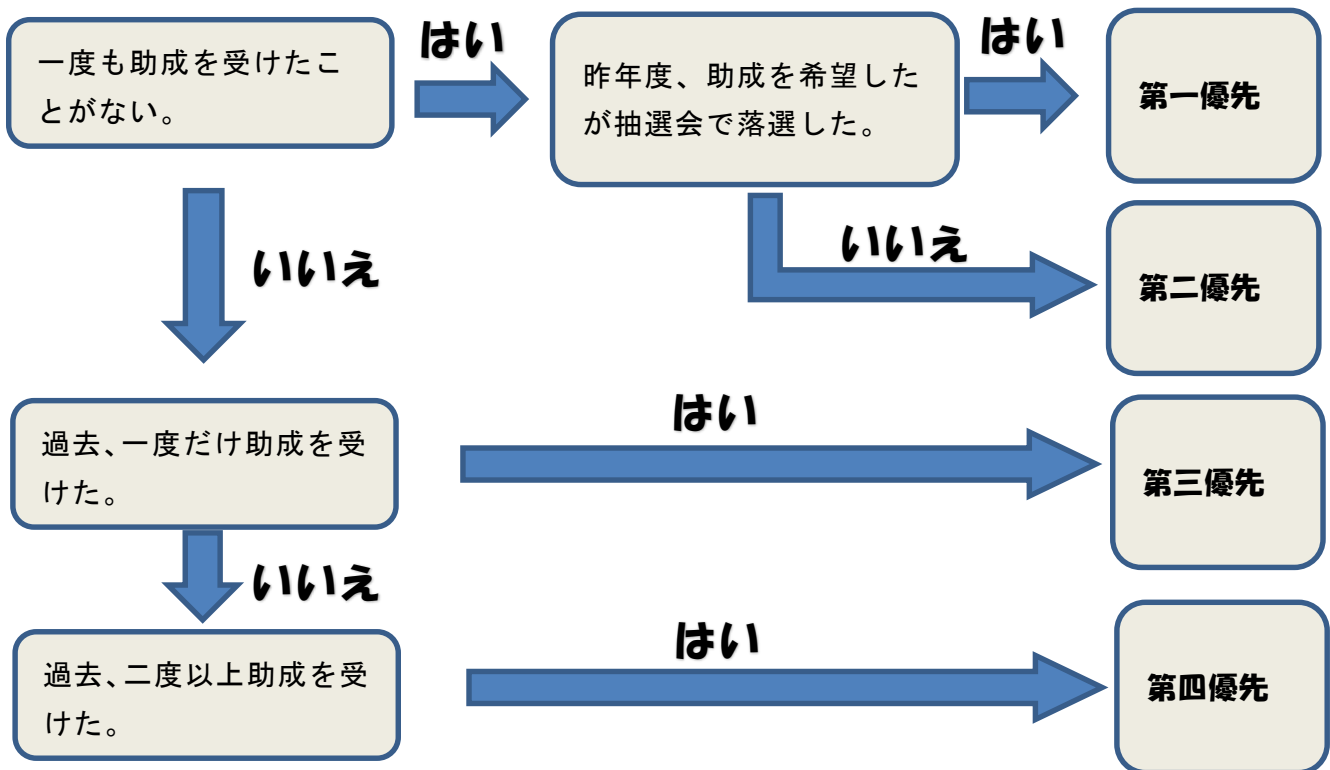 一度も助成を受けたこ
とがない。
はい
昨年度、助成を希望した
が抽選会で落選した。
はい
第一優先
いいえ
いいえ
第二優先
過去、一度だけ助成を受
けた。
はい
第三優先
いいえ
過去、二度以上助成を受
けた。
はい
第四優先